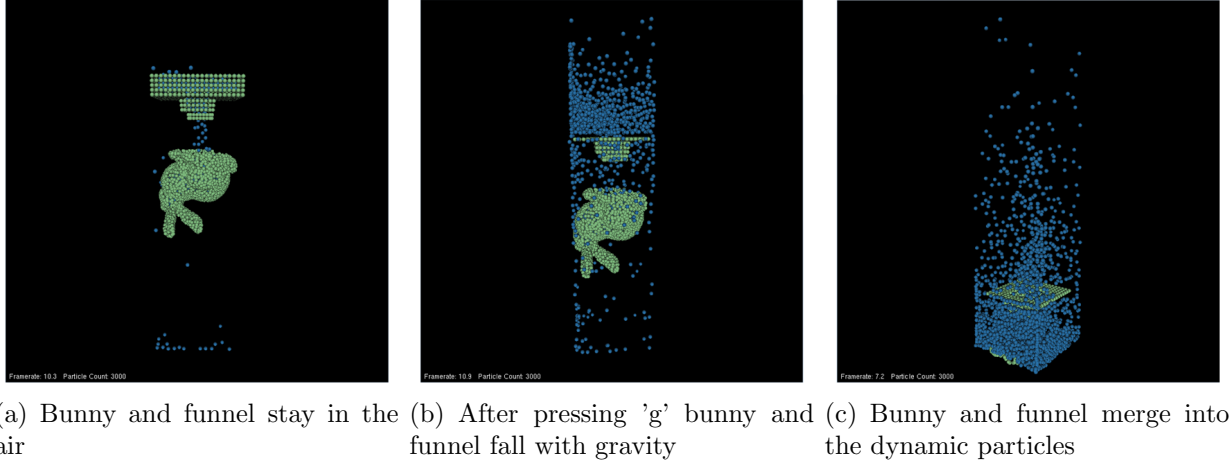 Framerate: 10.3 Particle Count: 3000
Framerate: 10.9 Particle Count: 3000
Framerate: 7.2 Particle Count: 3000
(a) Bunny and funnel stay in the
air
(b) After pressing 'g' bunny and
funnel fall with gravity
(c) Bunny and funnel merge into
the dynamic particles